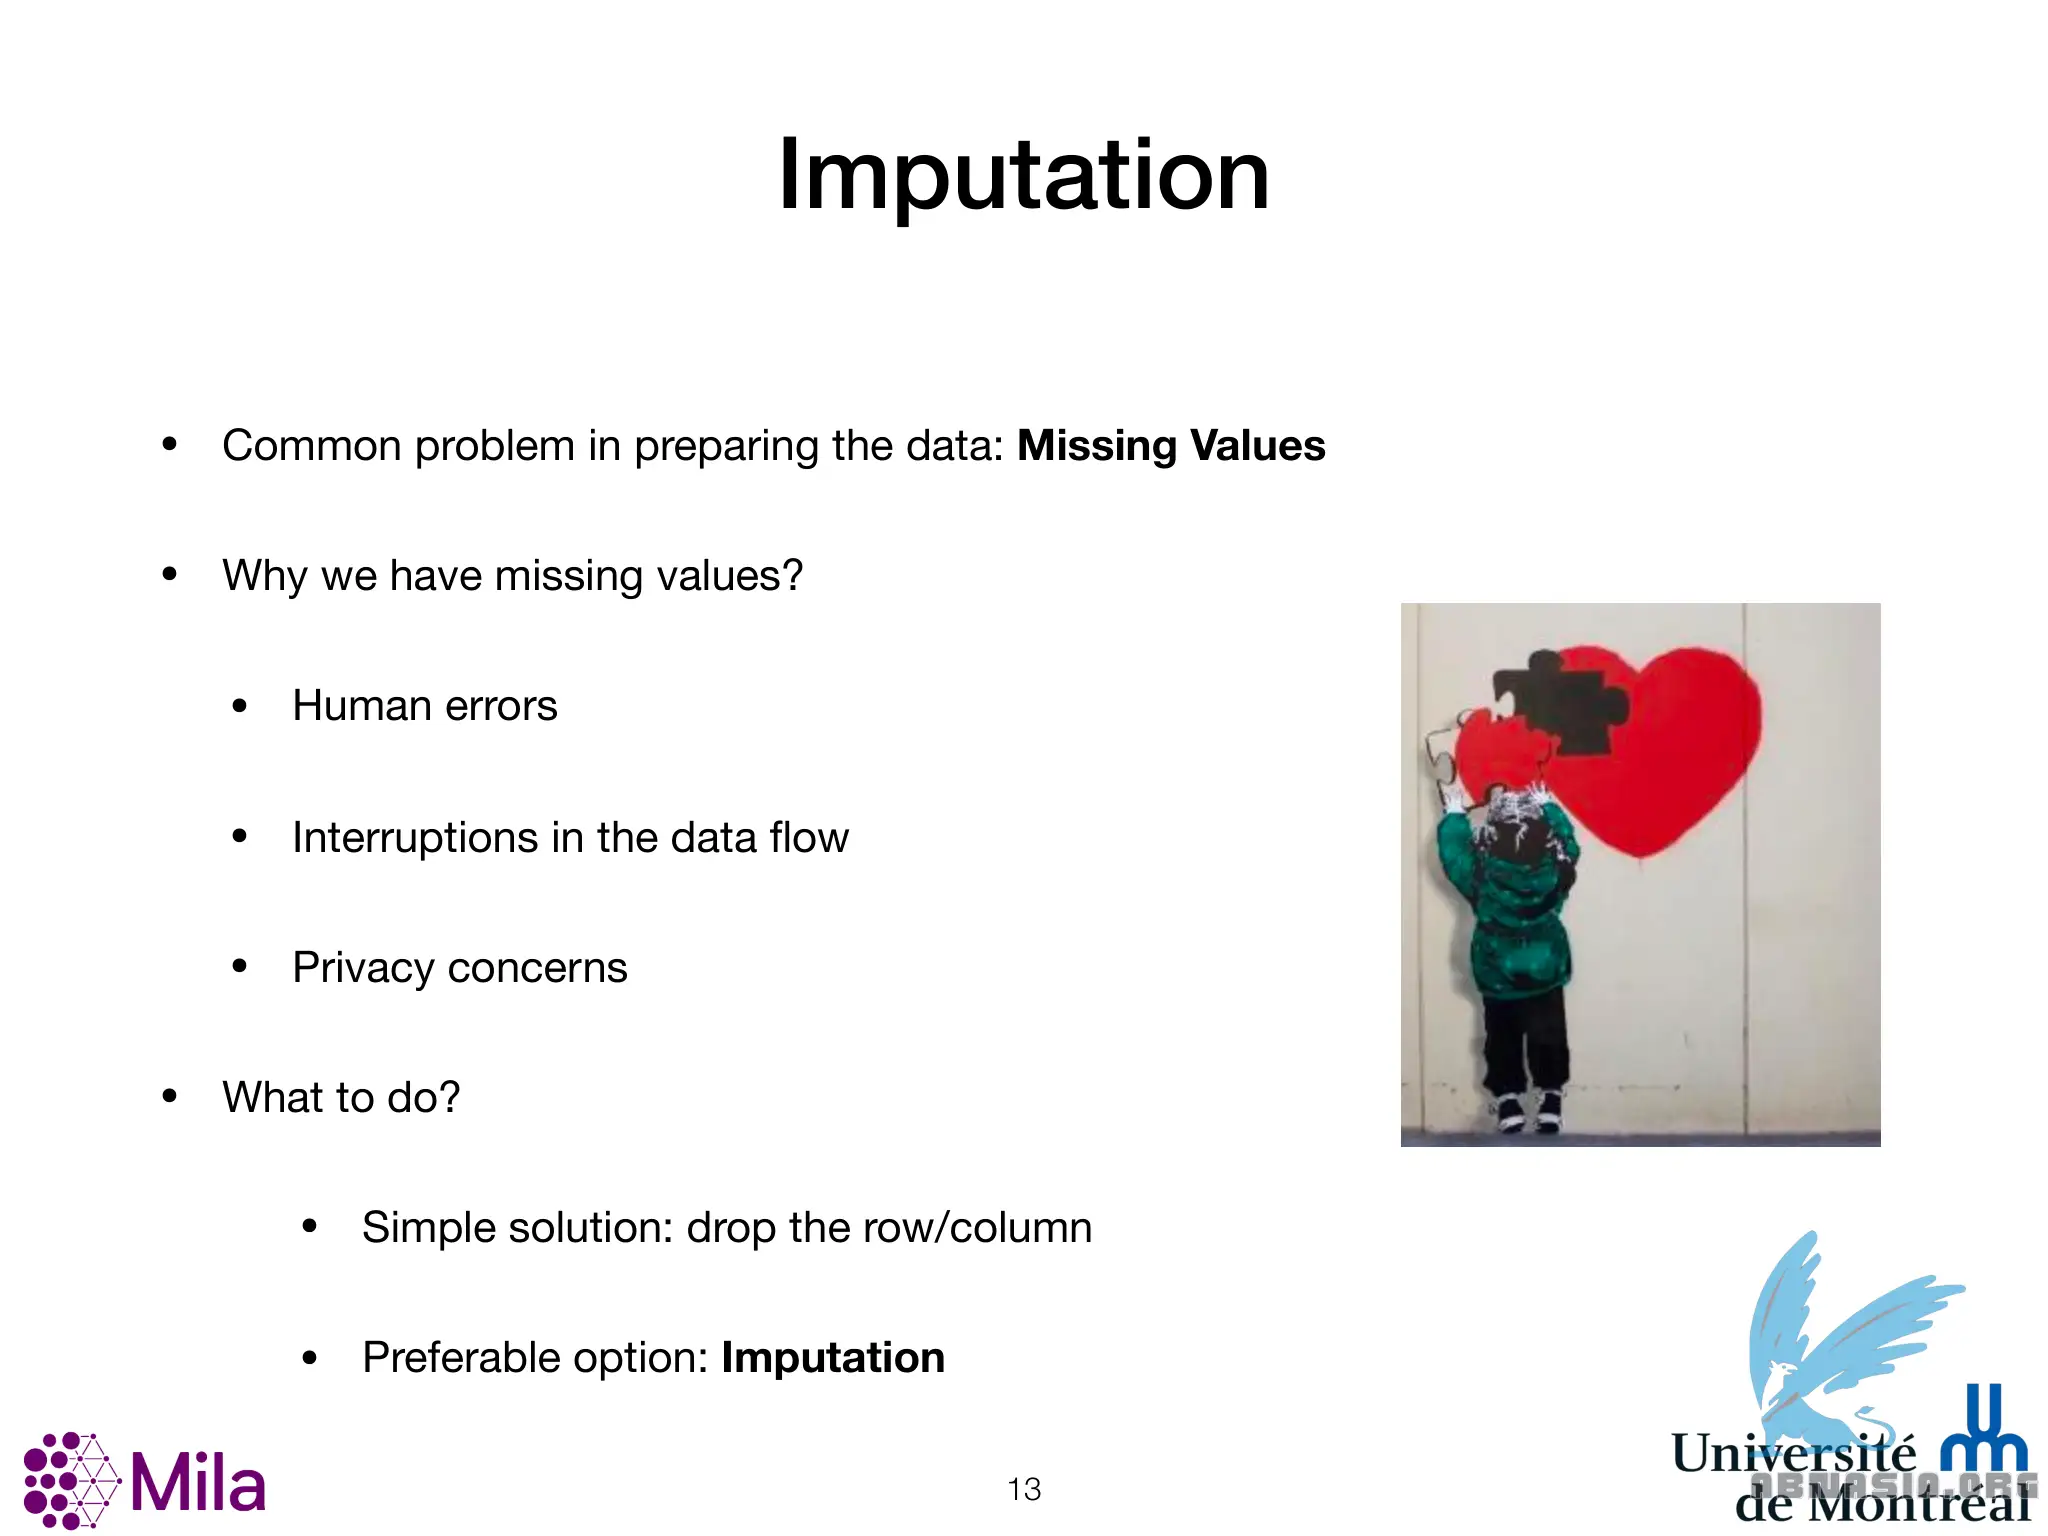 Imputation
• Common problem in preparing the data: Missing Values
• Why we have missing values?
• Human errors
• Interruptions in the data flow
• Privacy concerns
• What to do?
• Simple solution: drop the row/column
• Preferable option: Imputation
Mila
13
Université
de Montréal
ABNASIA.ORG